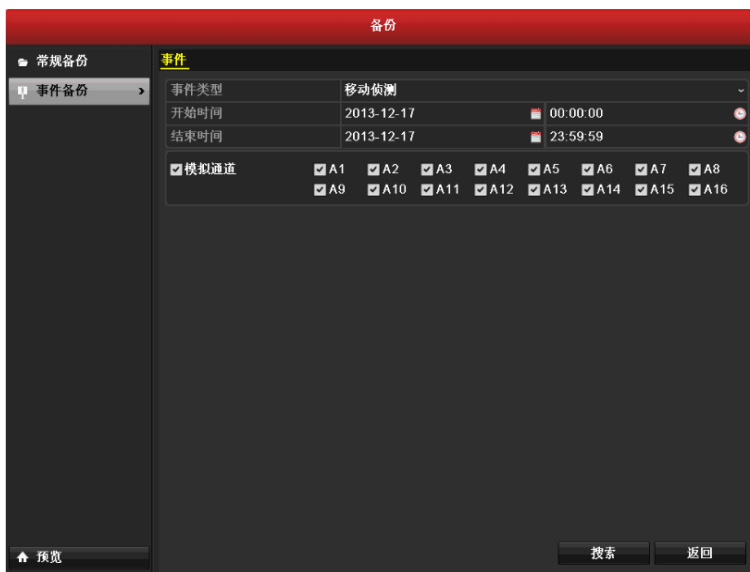 备份
常规备份
事件备份
事件
事件类型 移动侦测
开始时间 2013-12-17 00:00:00
结束时间 2013-12-17 23:59:59
模拟通道 A1 A2 A3 A4 A5 A6 A7 A8
A9 A10 A11 A12 A13 A14 A15 A16
预览
搜索 返回